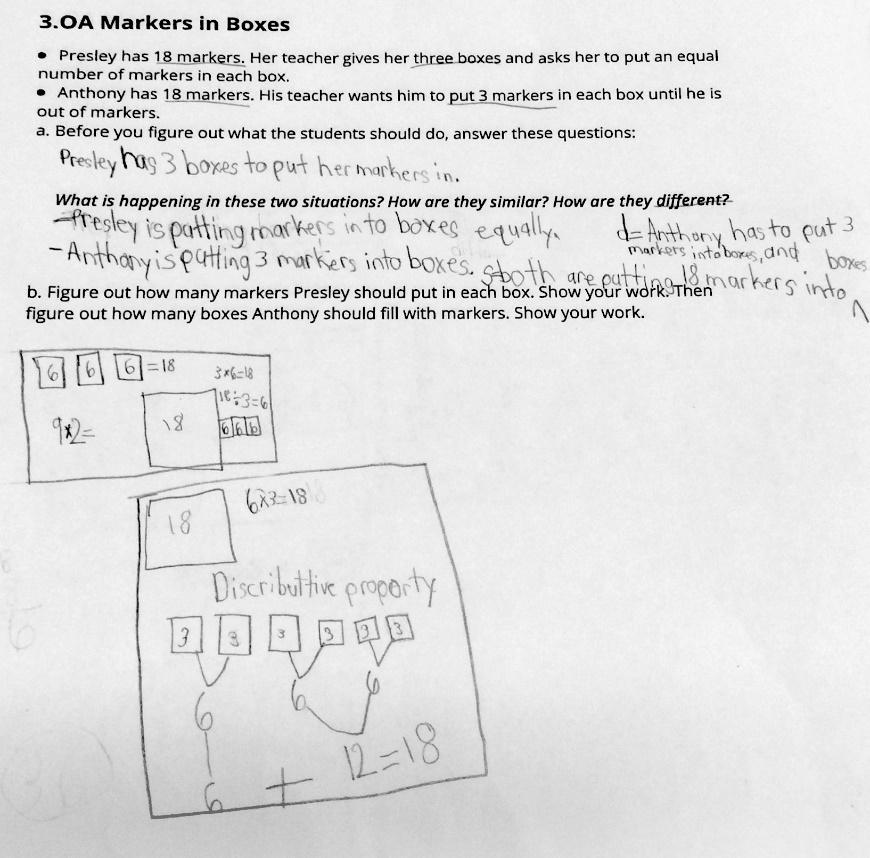 3.OA Markers in Boxes
• Presley has 18 markers. Her teacher gives her three boxes and asks her to put an equal
number of markers in each box.
• Anthony has 18 markers. His teacher wants him to put 3 markers in each box until he is
out of markers.
a. Before you figure out what the students should do, answer these questions:
Presley has 3 boxes to put her markers in.
What is happening in these two situations? How are they similar? How are they different?
-Presley is putting markers into boxes equally.
-Anthony is putting 3 markers into boxes.
d=Anthony has to put 3
markers into boxes, and
s=both are putting 18 markers into boxes
b. Figure out how many markers Presley should put in each box. Show your work. Then
figure out how many boxes Anthony should fill with markers. Show your work.
6 6 6 =18
3×6=18
18÷3=6
9×2=
18
6 6 6
18
6×3=18
Discributtive property
3 3 3 3 3 3
6 6 6
6 + 12=18